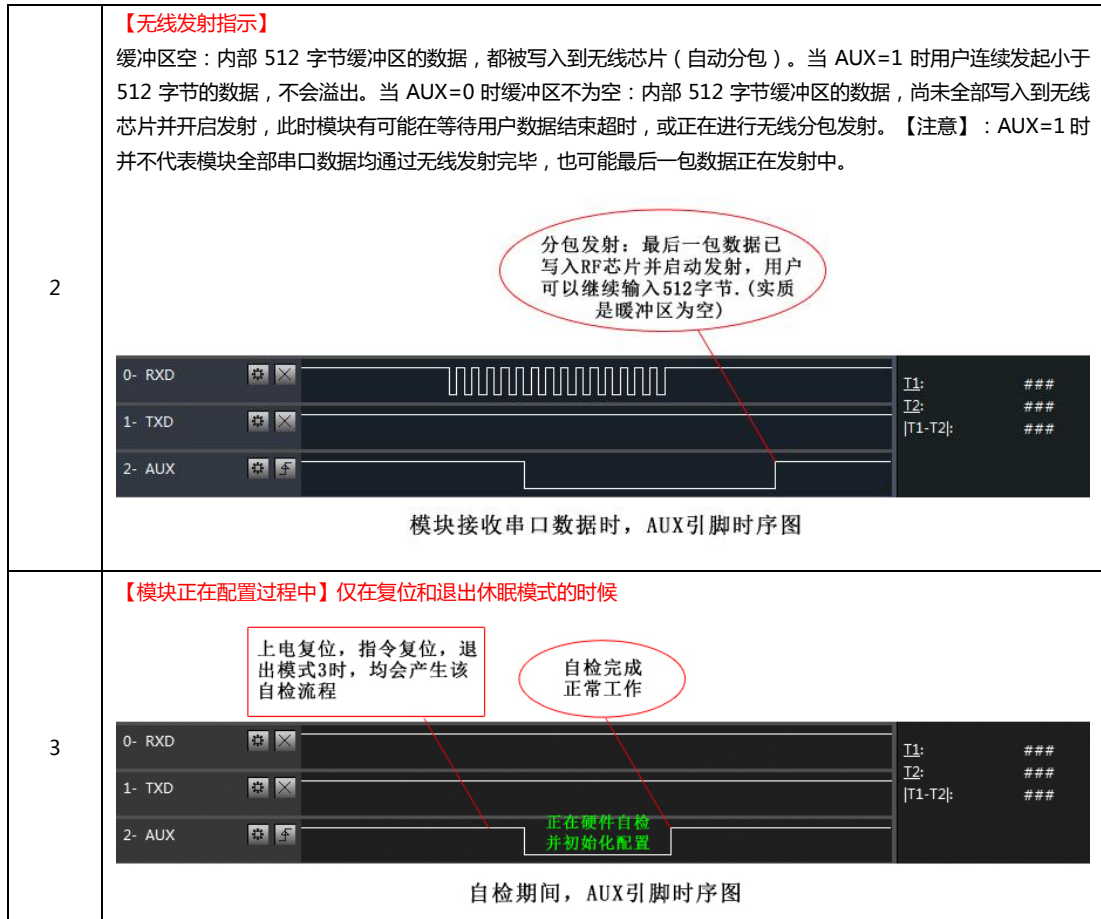 【无线发射指示】
缓冲区空：内部 512 字节缓冲区的数据，都被写入到无线芯片（自动分包）。当 AUX=1 时用户连续发起小于
512 字节的数据，不会溢出。当 AUX=0 时缓冲区不为空：内部 512 字节缓冲区的数据，尚未全部写入到无线
芯片并开启发射，此时模块有可能在等待用户数据结束超时，或正在进行无线分包发射。【注意】：AUX=1 时
并不代表模块全部串口数据均通过无线发射完毕，也可能最后一包数据正在发射中。
2
分包发射：最后一包数据已
写入RF芯片并启动发射，用户
可以继续输入512字节.(实质
是暖冲区为空)
0- RXD
1- TXD
2- AUX
T1: ###
T2: ###
|T1-T2|: ###
模块接收串口数据时，AUX引脚时序图
3
【模块正在配置过程中】仅在复位和退出休眠模式的时候
上电复位，指令复位，退
出模式3时，均会产生该
自检流程
自检完成
正常工作
0- RXD
1- TXD
2- AUX
正在硬件自检
并初始化配置
T1: ###
T2: ###
|T1-T2|: ###
自检期间，AUX引脚时序图